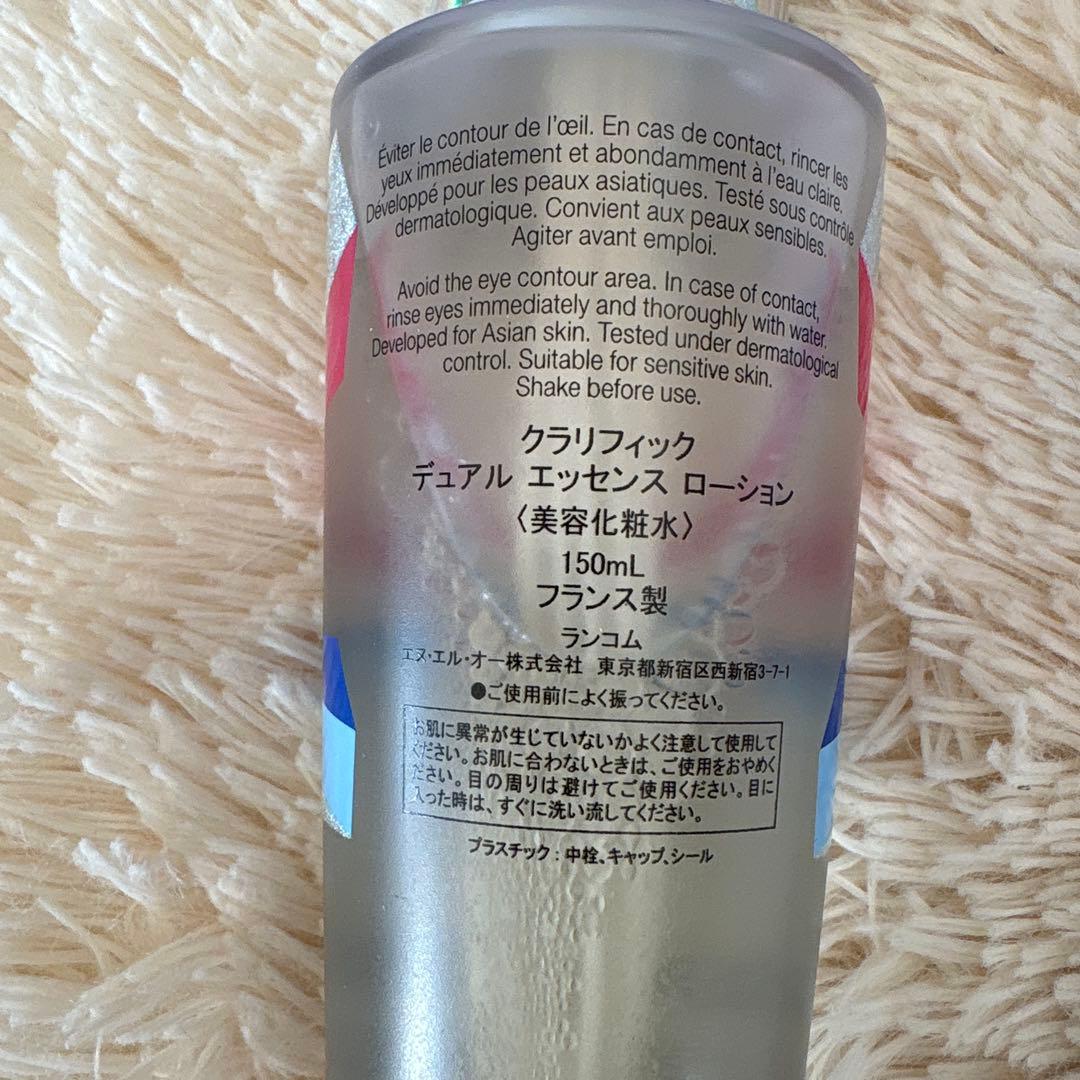 Éviter le contour de l'œil. En cas de contact, rincer les
yeux immédiatement et abondamment à l'eau claire.
Développé pour les peaux asiatiques. Testé sous contrôle
dermatologique. Convient aux peaux sensibles.
Agiter avant emploi.
Avoid the eye contour area. In case of contact,
rinse eyes immediately and thoroughly with water.
Developed for Asian skin. Tested under dermatological
control. Suitable for sensitive skin.
Shake before use.
クラリフィック
デュアル エッセンス ローション
〈美容化粧水〉
150mL
フランス製
ランコム
エヌ・エル・オー株式会社 東京都新宿区西新宿3-7-1
●ご使用前によく振ってください。
お肌に異常が生じていないかよく注意して使用して
ください。お肌に合わないときは、ご使用をおやめく
ださい。目の周りは避けてご使用ください。目に
入った時は、すぐに洗い流してください。
プラスチック：中栓、キャップ、シール